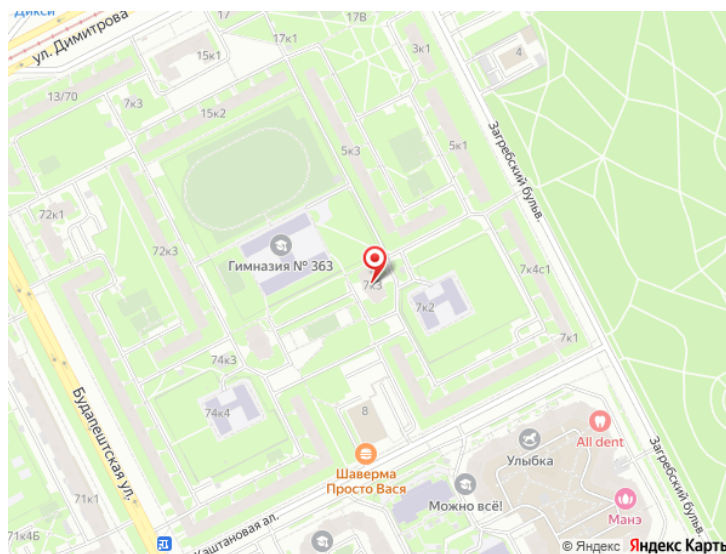 Дикси
17
17В
ул. Димитрова
17к1
3к1
4
15к1
13/70
7к3
15к2
Загребский бульв.
5к3
5к1
72к1
72к3
Гимназия № 363
7к3
7к4с1
7к2
7к1
74к3
74к4
8
Будапештская ул.
All dent
Улыбка
Шаверма
Просто Вася
Загребский бульв.
71к1
Можно всё!
Манэ
71к4Б
Каштановая ал.
© Яндекс Яндекс Карты